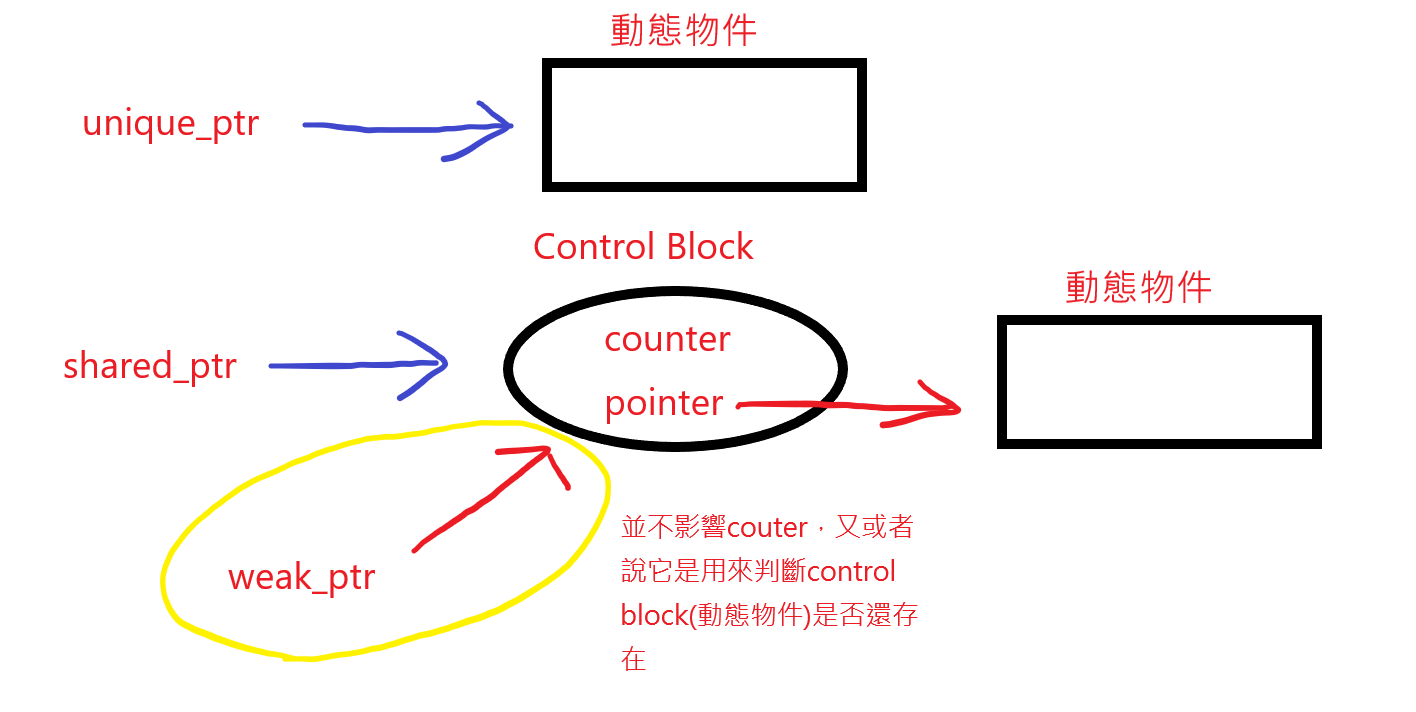 動態物件
unique_ptr
Control Block
動態物件
counter
shared_ptr
pointer
並不影響couter，又或者
說它是用來判斷control
block(動態物件)是否還存
在
weak_ptr